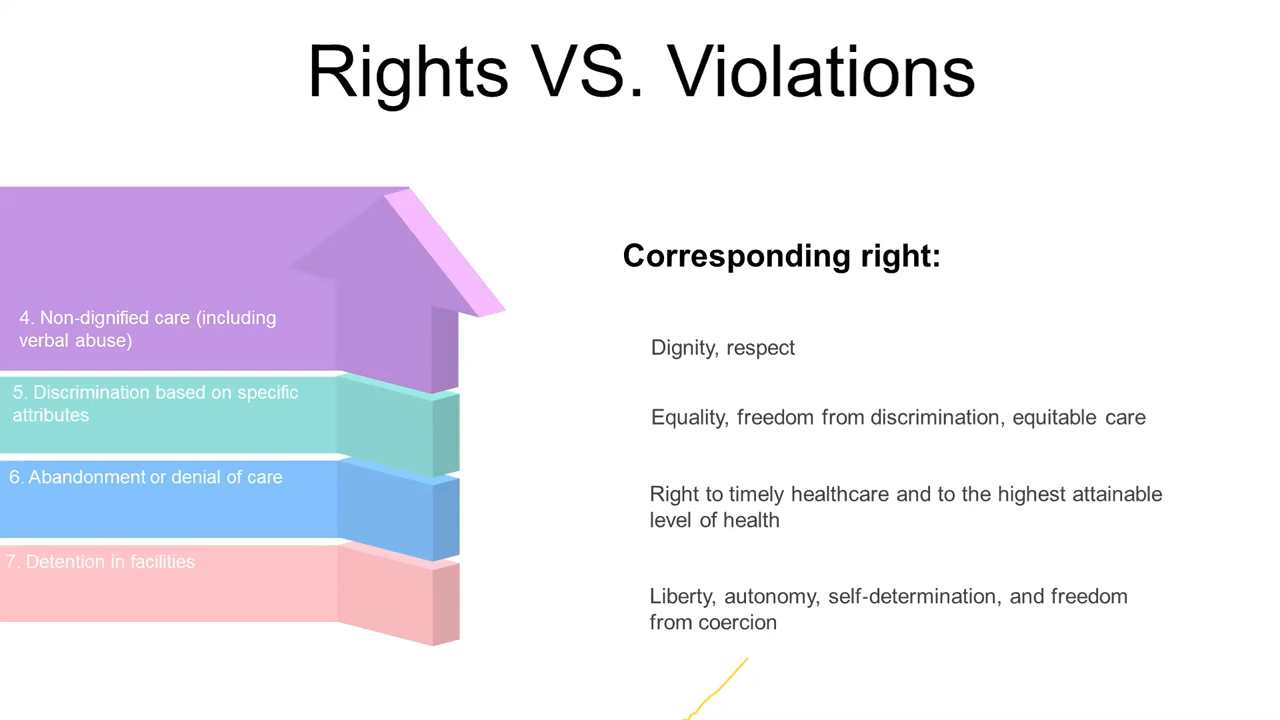 Rights VS. Violations
Corresponding right:
4. Non-dignified care (including
verbal abuse)
Dignity, respect
5. Discrimination based on specific
attributes
Equality, freedom from discrimination, equitable care
6. Abandonment or denial of care
Right to timely healthcare and to the highest attainable
level of health
7. Detention in facilities
Liberty, autonomy, self-determination, and freedom
from coercion